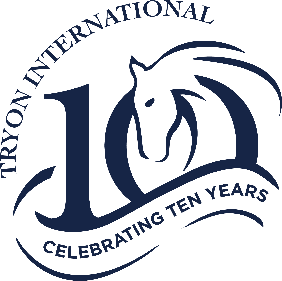 TRYON INTERNATIONAL
10
CELEBRATING TEN YEARS